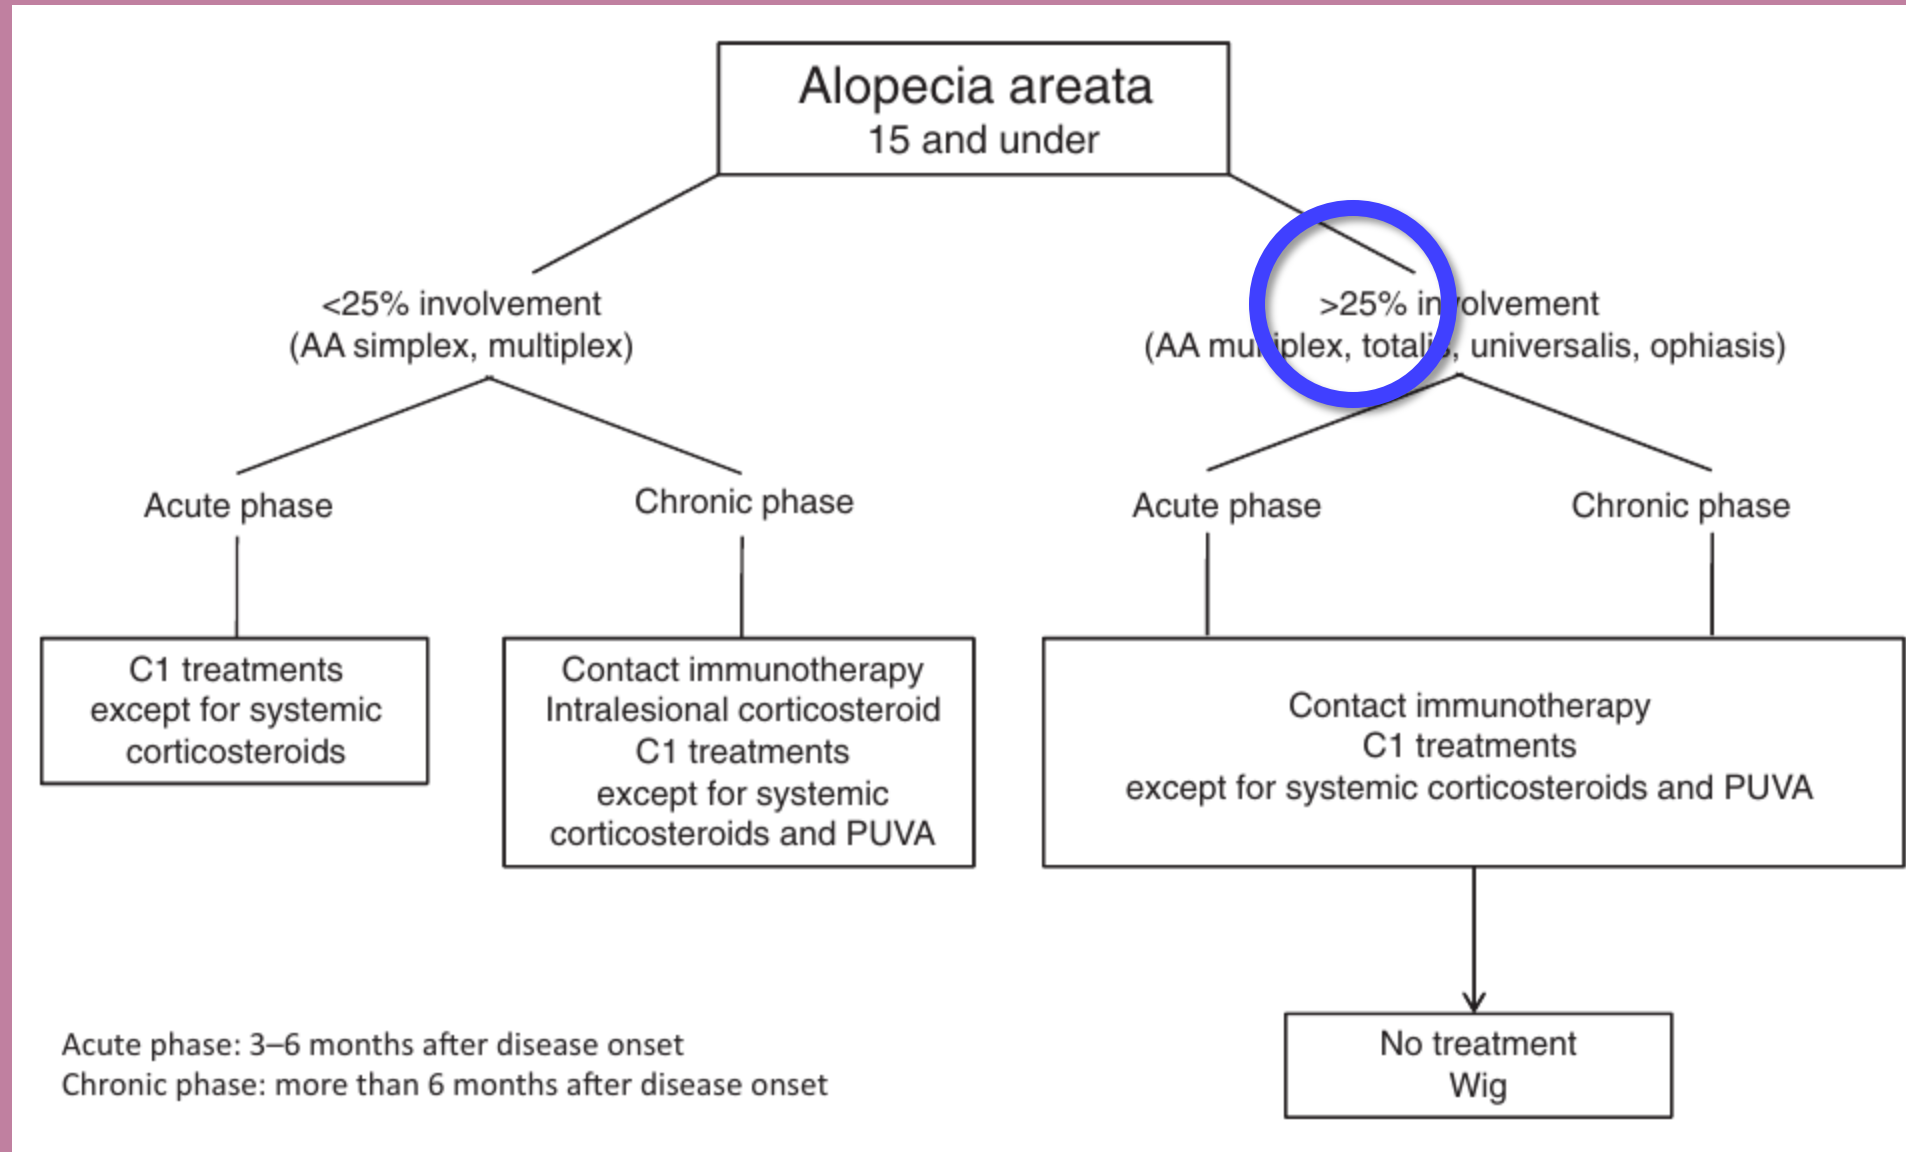 Alopecia areata
15 and under
<25% involvement
(AA simplex, multiplex)
>25% involvement
(AA multiplex, totalis, universalis, ophiasis)
Acute phase
Chronic phase
Acute phase
Chronic phase
C1 treatments
except for systemic
corticosteroids
Contact immunotherapy
Intralesional corticosteroid
C1 treatments
except for systemic
corticosteroids and PUVA
Contact immunotherapy
C1 treatments
except for systemic corticosteroids and PUVA
No treatment
Wig
Acute phase: 3–6 months after disease onset
Chronic phase: more than 6 months after disease onset